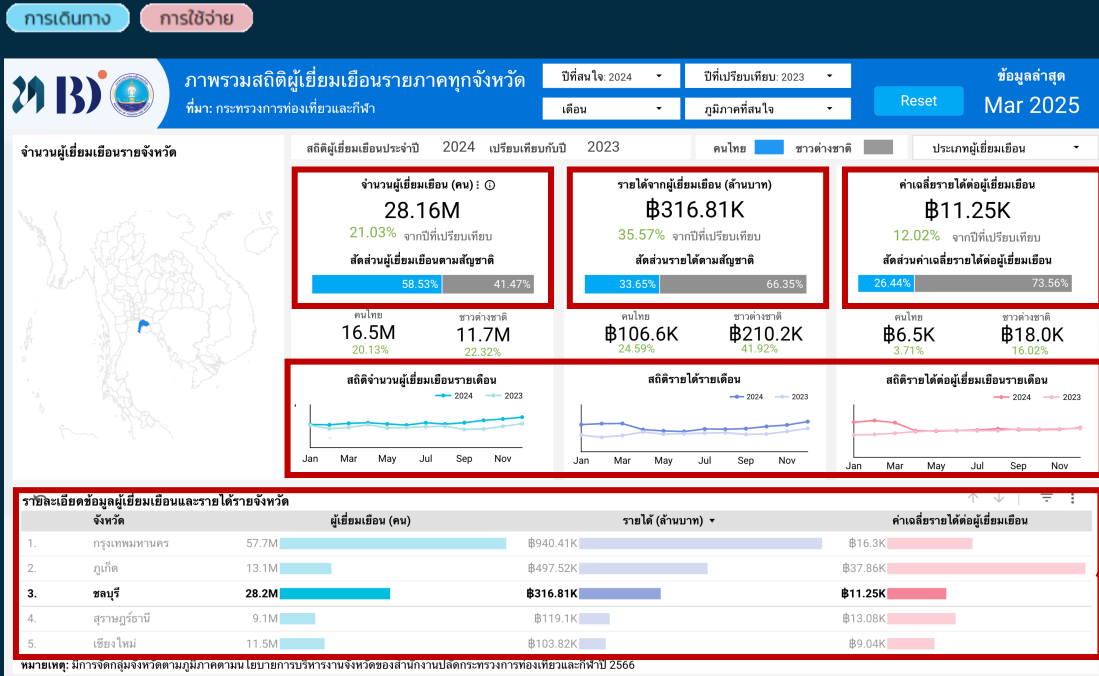 การเดินทาง การใช้จ่าย
ภาพรวมสถิติผู้เยี่ยมเยือนรายภาคทุกจังหวัด
ที่มา: กระทรวงการท่องเที่ยวและกีฬา
ปีที่สนใจ: 2024 ปีที่เปรียบเทียบ: 2023
เดือน ภูมิภาคที่สนใจ
Reset
ข้อมูลล่าสุด
Mar 2025
จำนวนผู้เยี่ยมเยือนรายจังหวัด
สถิติผู้เยี่ยมเยือนประจำปี 2024 เปรียบเทียบกับปี 2023 คนไทย ชาวต่างชาติ ประเภทผู้เยี่ยมเยือน
จำนวนผู้เยี่ยมเยือน (คน) :
28.16M
21.03% จากปีที่เปรียบเทียบ
สัดส่วนผู้เยี่ยมเยือนตามสัญชาติ
58.53% 41.47%
คนไทย ชาวต่างชาติ
16.5M 11.7M
20.13% 22.32%
รายได้จากผู้เยี่ยมเยือน (ล้านบาท)
฿316.81K
35.57% จากปีที่เปรียบเทียบ
สัดส่วนรายได้ตามสัญชาติ
33.65% 66.35%
คนไทย ชาวต่างชาติ
฿106.6K ฿210.2K
24.59% 41.92%
ค่าเฉลี่ยรายได้ต่อผู้เยี่ยมเยือน
฿11.25K
12.02% จากปีที่เปรียบเทียบ
สัดส่วนค่าเฉลี่ยรายได้ต่อผู้เยี่ยมเยือน
26.44% 73.56%
คนไทย ชาวต่างชาติ
฿6.5K ฿18.0K
3.71% 16.02%
สถิติจำนวนผู้เยี่ยมเยือนรายเดือน
2024 2023
Jan Mar May Jul Sep Nov
สถิติรายได้รายเดือน
2024 2023
Jan Mar May Jul Sep Nov
สถิติรายได้ต่อผู้เยี่ยมเยือนรายเดือน
2024 2023
Jan Mar May Jul Sep Nov
รายละเอียดข้อมูลผู้เยี่ยมเยือนและรายได้รายจังหวัด
จังหวัด ผู้เยี่ยมเยือน (คน) รายได้ (ล้านบาท) ค่าเฉลี่ยรายได้ต่อผู้เยี่ยมเยือน
1. กรุงเทพมหานคร 57.7M ฿940.41K ฿16.3K
2. ภูเก็ต 13.1M ฿497.52K ฿37.86K
3. ชลบุรี 28.2M ฿316.81K ฿11.25K
4. สุราษฎร์ธานี 9.1M ฿119.1K ฿13.08K
5. เชียงใหม่ 11.5M ฿103.82K ฿9.04K
หมายเหตุ: มีการจัดกลุ่มจังหวัดตามภูมิภาคตามนโยบายการบริหารงานจังหวัดของสำนักงานปลัดกระทรวงการท่องเที่ยวและกีฬาปี 2566